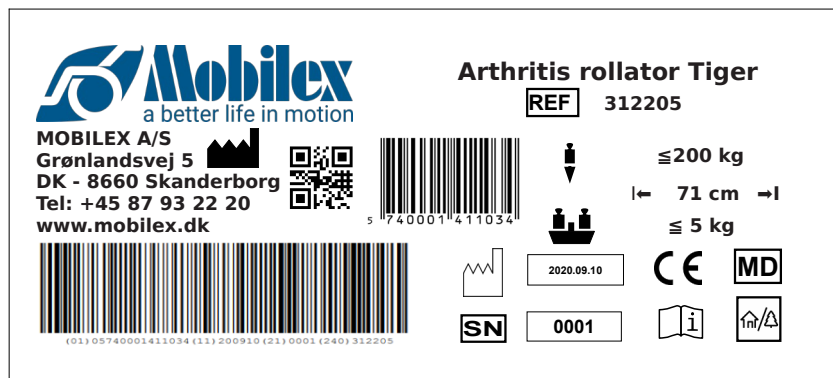 Mobilex
a better life in motion
MOBILEX A/S
Grønlandsvej 5
DK - 8660 Skanderborg
Tel: +45 87 93 22 20
www.mobilex.dk
(01)05740001411034(11)200910(21)0001(240)312205
5 740001 411034
Arthritis rollator Tiger
REF 312205
≦200 kg
71 cm
≦ 5 kg
2020.09.10
CE MD
SN 0001
i
1m²/